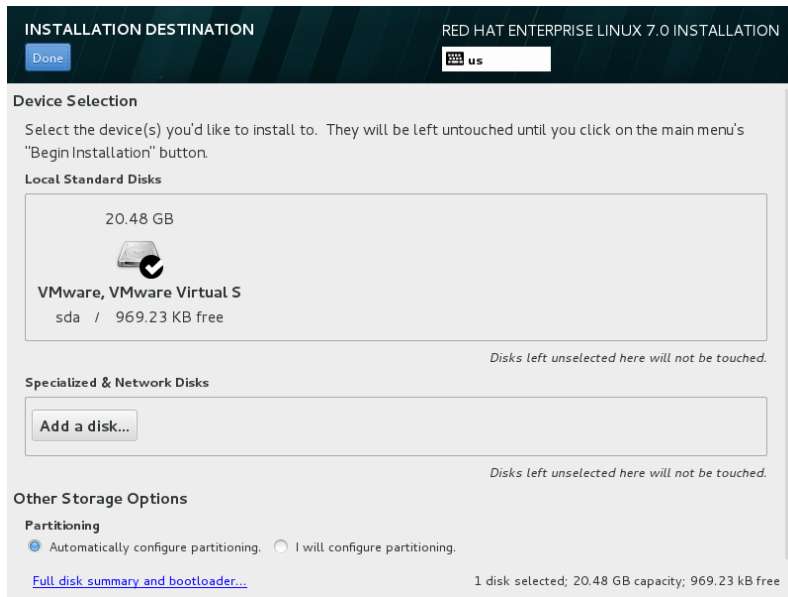 INSTALLATION DESTINATION
RED HAT ENTERPRISE LINUX 7.0 INSTALLATION
Done
us
Device Selection
Select the device(s) you'd like to install to. They will be left untouched until you click on the main menu's
"Begin Installation" button.
Local Standard Disks
20.48 GB
VMware, VMware Virtual S
sda / 969.23 KB free
Disks left unselected here will not be touched.
Specialized & Network Disks
Add a disk...
Disks left unselected here will not be touched.
Other Storage Options
Partitioning
Automatically configure partitioning. I will configure partitioning.
Full disk summary and bootloader... 1 disk selected; 20.48 GB capacity; 969.23 kB free